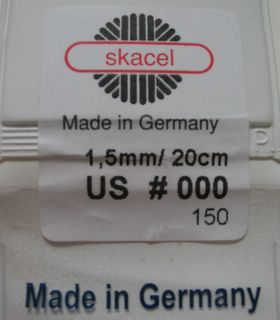 skacel
Made in Germany
1,5mm/ 20cm
US # 000
150
P
Made in Germany